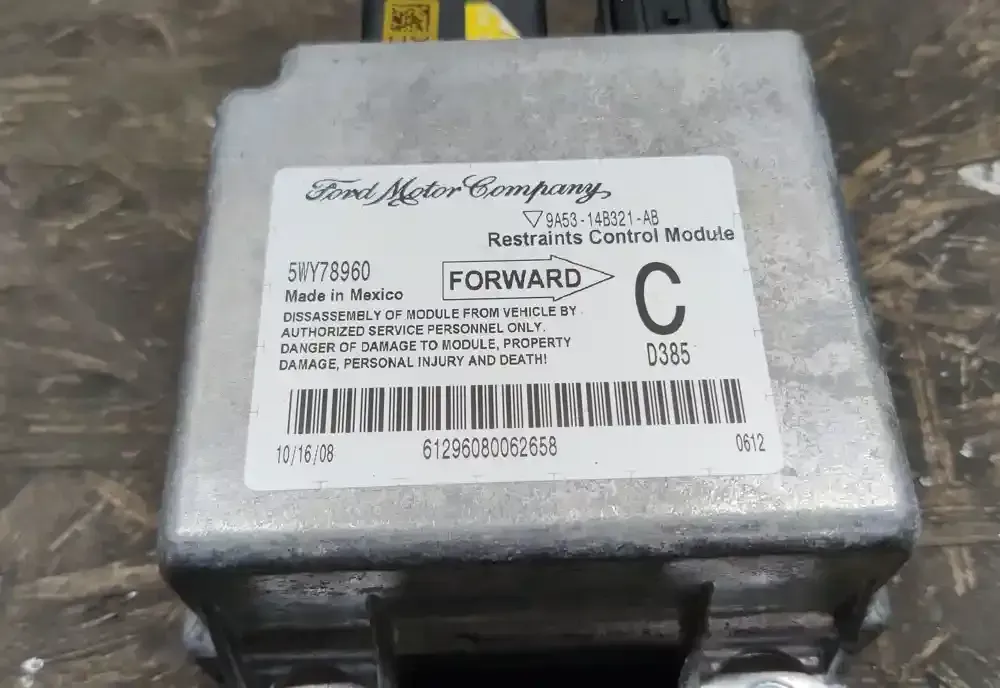 Ford Motor Company
9A53-14B321-AB
Restraints Control Module
5WY78960
FORWARD
C
Made in Mexico
DISASSEMBLY OF MODULE FROM VEHICLE BY
AUTHORIZED SERVICE PERSONNEL ONLY.
DANGER OF DAMAGE TO MODULE, PROPERTY
DAMAGE, PERSONAL INJURY AND DEATH!
D385
10/16/08
61296080062658
0612